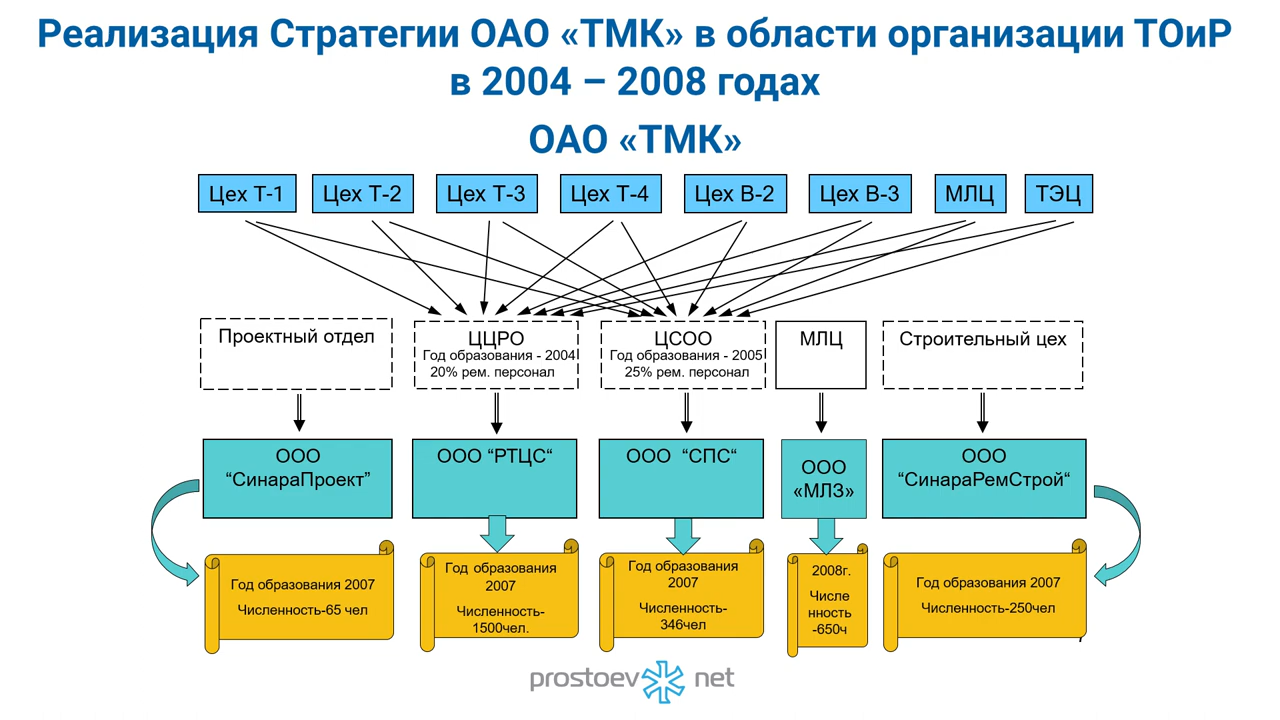 Реализация Стратегии ОАО «ТМК» в области организации ТОиР
в 2004 – 2008 годах
ОАО «ТМК»
Цех Т-1
Цех Т-2
Цех Т-3
Цех Т-4
Цех В-2
Цех В-3
МЛЦ
ТЭЦ
Проектный отдел
ЦЦРО
Год образования - 2004
20% рем. персонал
ЦСОО
Год образования - 2005
25% рем. персонал
МЛЦ
Строительный цех
ООО
“СинараПроект”
ООО “РТЦС“
ООО “СПС“
ООО
«МЛЗ»
ООО
“СинараРемСтрой“
Год образования 2007
Численность-65 чел
Год образования
2007
Численность-
1500чел.
Год образования
2007
Численность-
346чел
2008г.
Числе
нность
-650ч
Год образования 2007
Численность-250чел
prostoev net